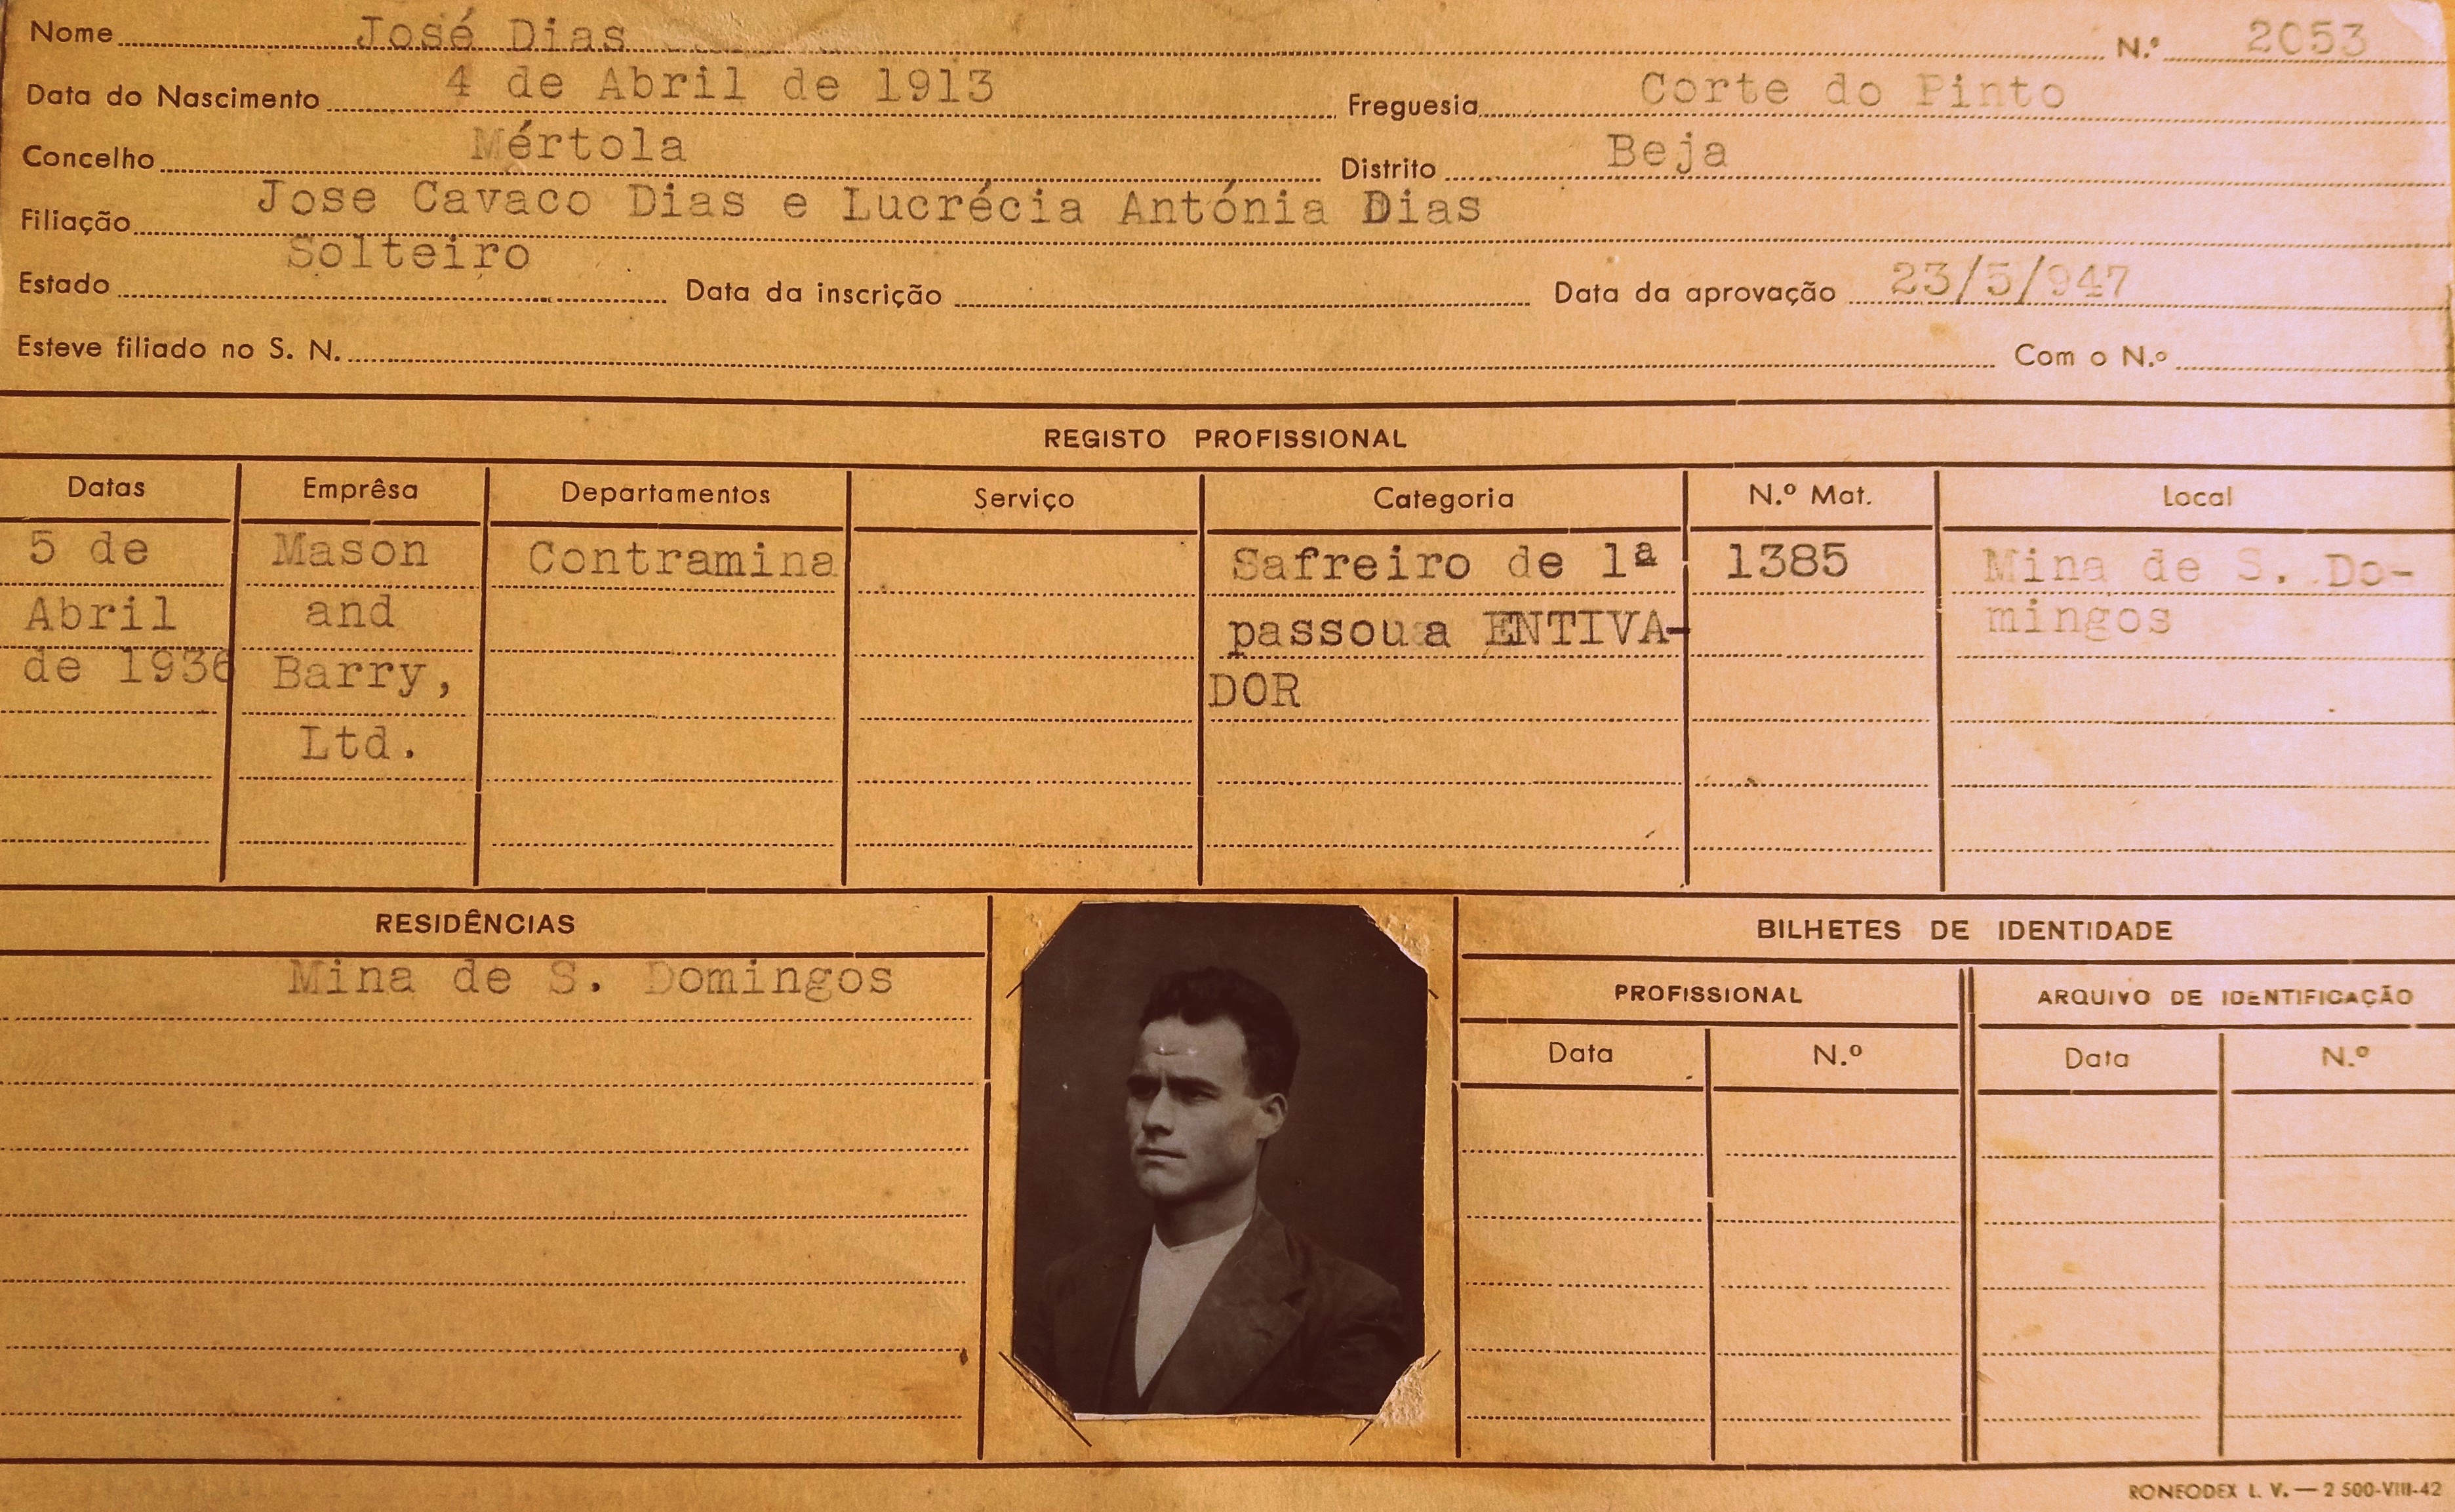 Nome José Dias N.º 2053
Data do Nascimento 4 de Abril de 1913 Freguesia Corte do Pinto
Concelho Mértola Distrito Beja
Filiação Jose Cavaco Dias e Lucrécia Antónia Dias
Estado Solteiro Data da inscrição Data da aprovação 23/5/947
Esteve filiado no S. N. Com o N.º
REGISTO PROFISSIONAL
Datas Emprêsa Departamentos Serviço Categoria N.º Mat. Local
5 de Mason Contramina Safreiro de 1ª 1385 Mina de S. Do-
Abril and passou a ENTIVA- mingos
de 1936 Barry, DOR
Ltd.
RESIDÊNCIAS BILHETES DE IDENTIDADE
Mina de S. Domingos
PROFISSIONAL ARQUIVO DE IDENTIFICAÇÃO
Data N.º Data N.º
RONEODEX L. V. — 2 500-VIII-42